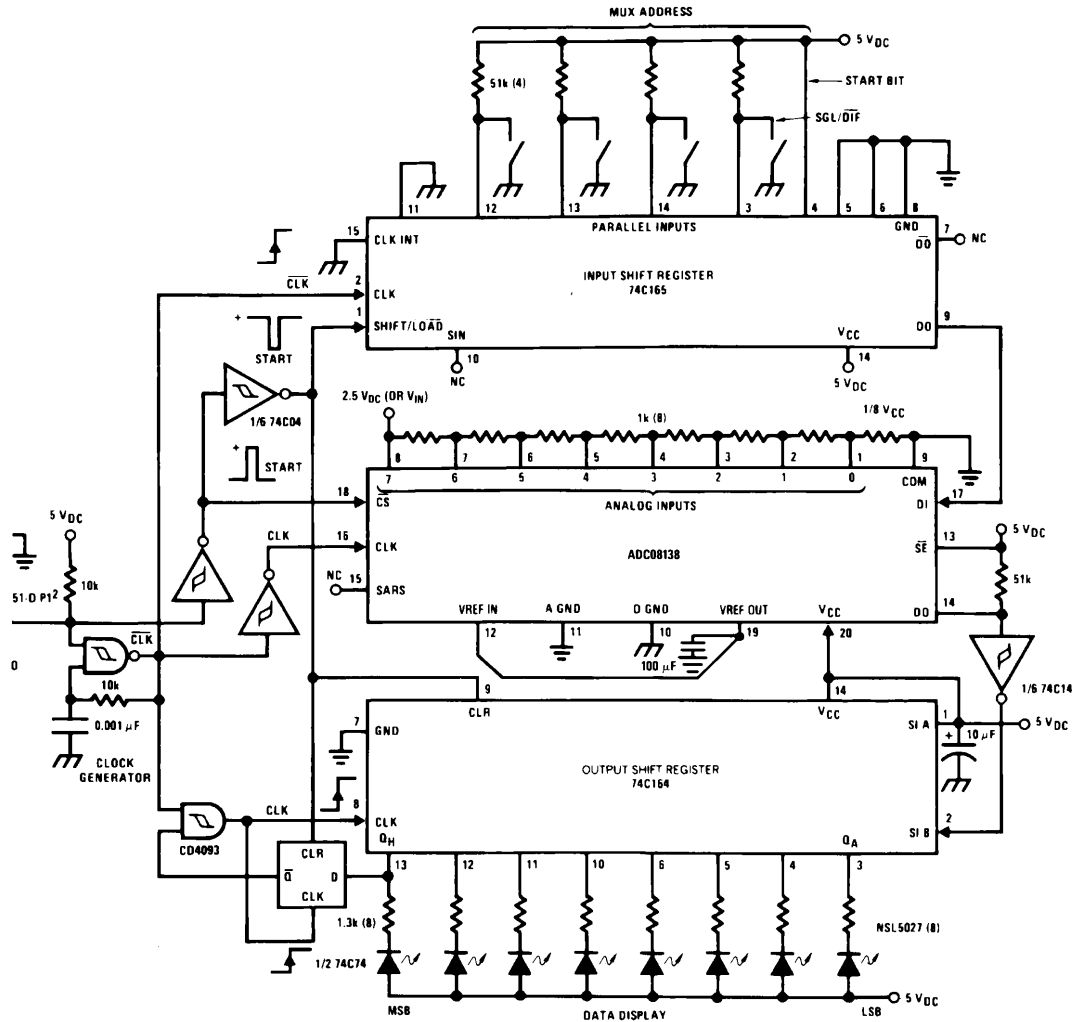 MUX ADDRESS
5 VDC
51k (4)
START BIT
SGL/DIF
11
12
13
14
3
4
5
6
8
GND
PARALLEL INPUTS
15
CLK INT
7
DO
NC
INPUT SHIFT REGISTER
74C165
CLK
2
CLK
1
SHIFT/LOAD
SIN
10
NC
VCC
14
5 VDC
9
DO
+
START
1/6 74C04
+
START
2.5 VDC (OR VIN)
1k (8)
1/8 VCC
8
7
6
5
4
3
2
1
9
7
6
5
4
3
2
1
0
COM
ANALOG INPUTS
18
CS
17
DI
CLK
16
CLK
ADC08138
13
SE
5 VDC
51k
NC
15
SARS
14
DO
VREF IN
A GND
D GND
VREF OUT
VCC
12
11
10
19
20
100 µF
1/6 74C14
5 VDC
10k
51-D P1²
CLK
O
10k
0.001 µF
CLOCK
GENERATOR
9
CLR
14
VCC
7
GND
1
SI A
5 VDC
+
10 µF
OUTPUT SHIFT REGISTER
74C164
CLK
8
CLK
2
SI B
QH
QA
CD4093
CLR
Q
D
CLK
13
12
11
10
6
5
4
3
1.3k (8)
NSL5027 (8)
1/2 74C74
MSB
DATA DISPLAY
LSB
5 VDC